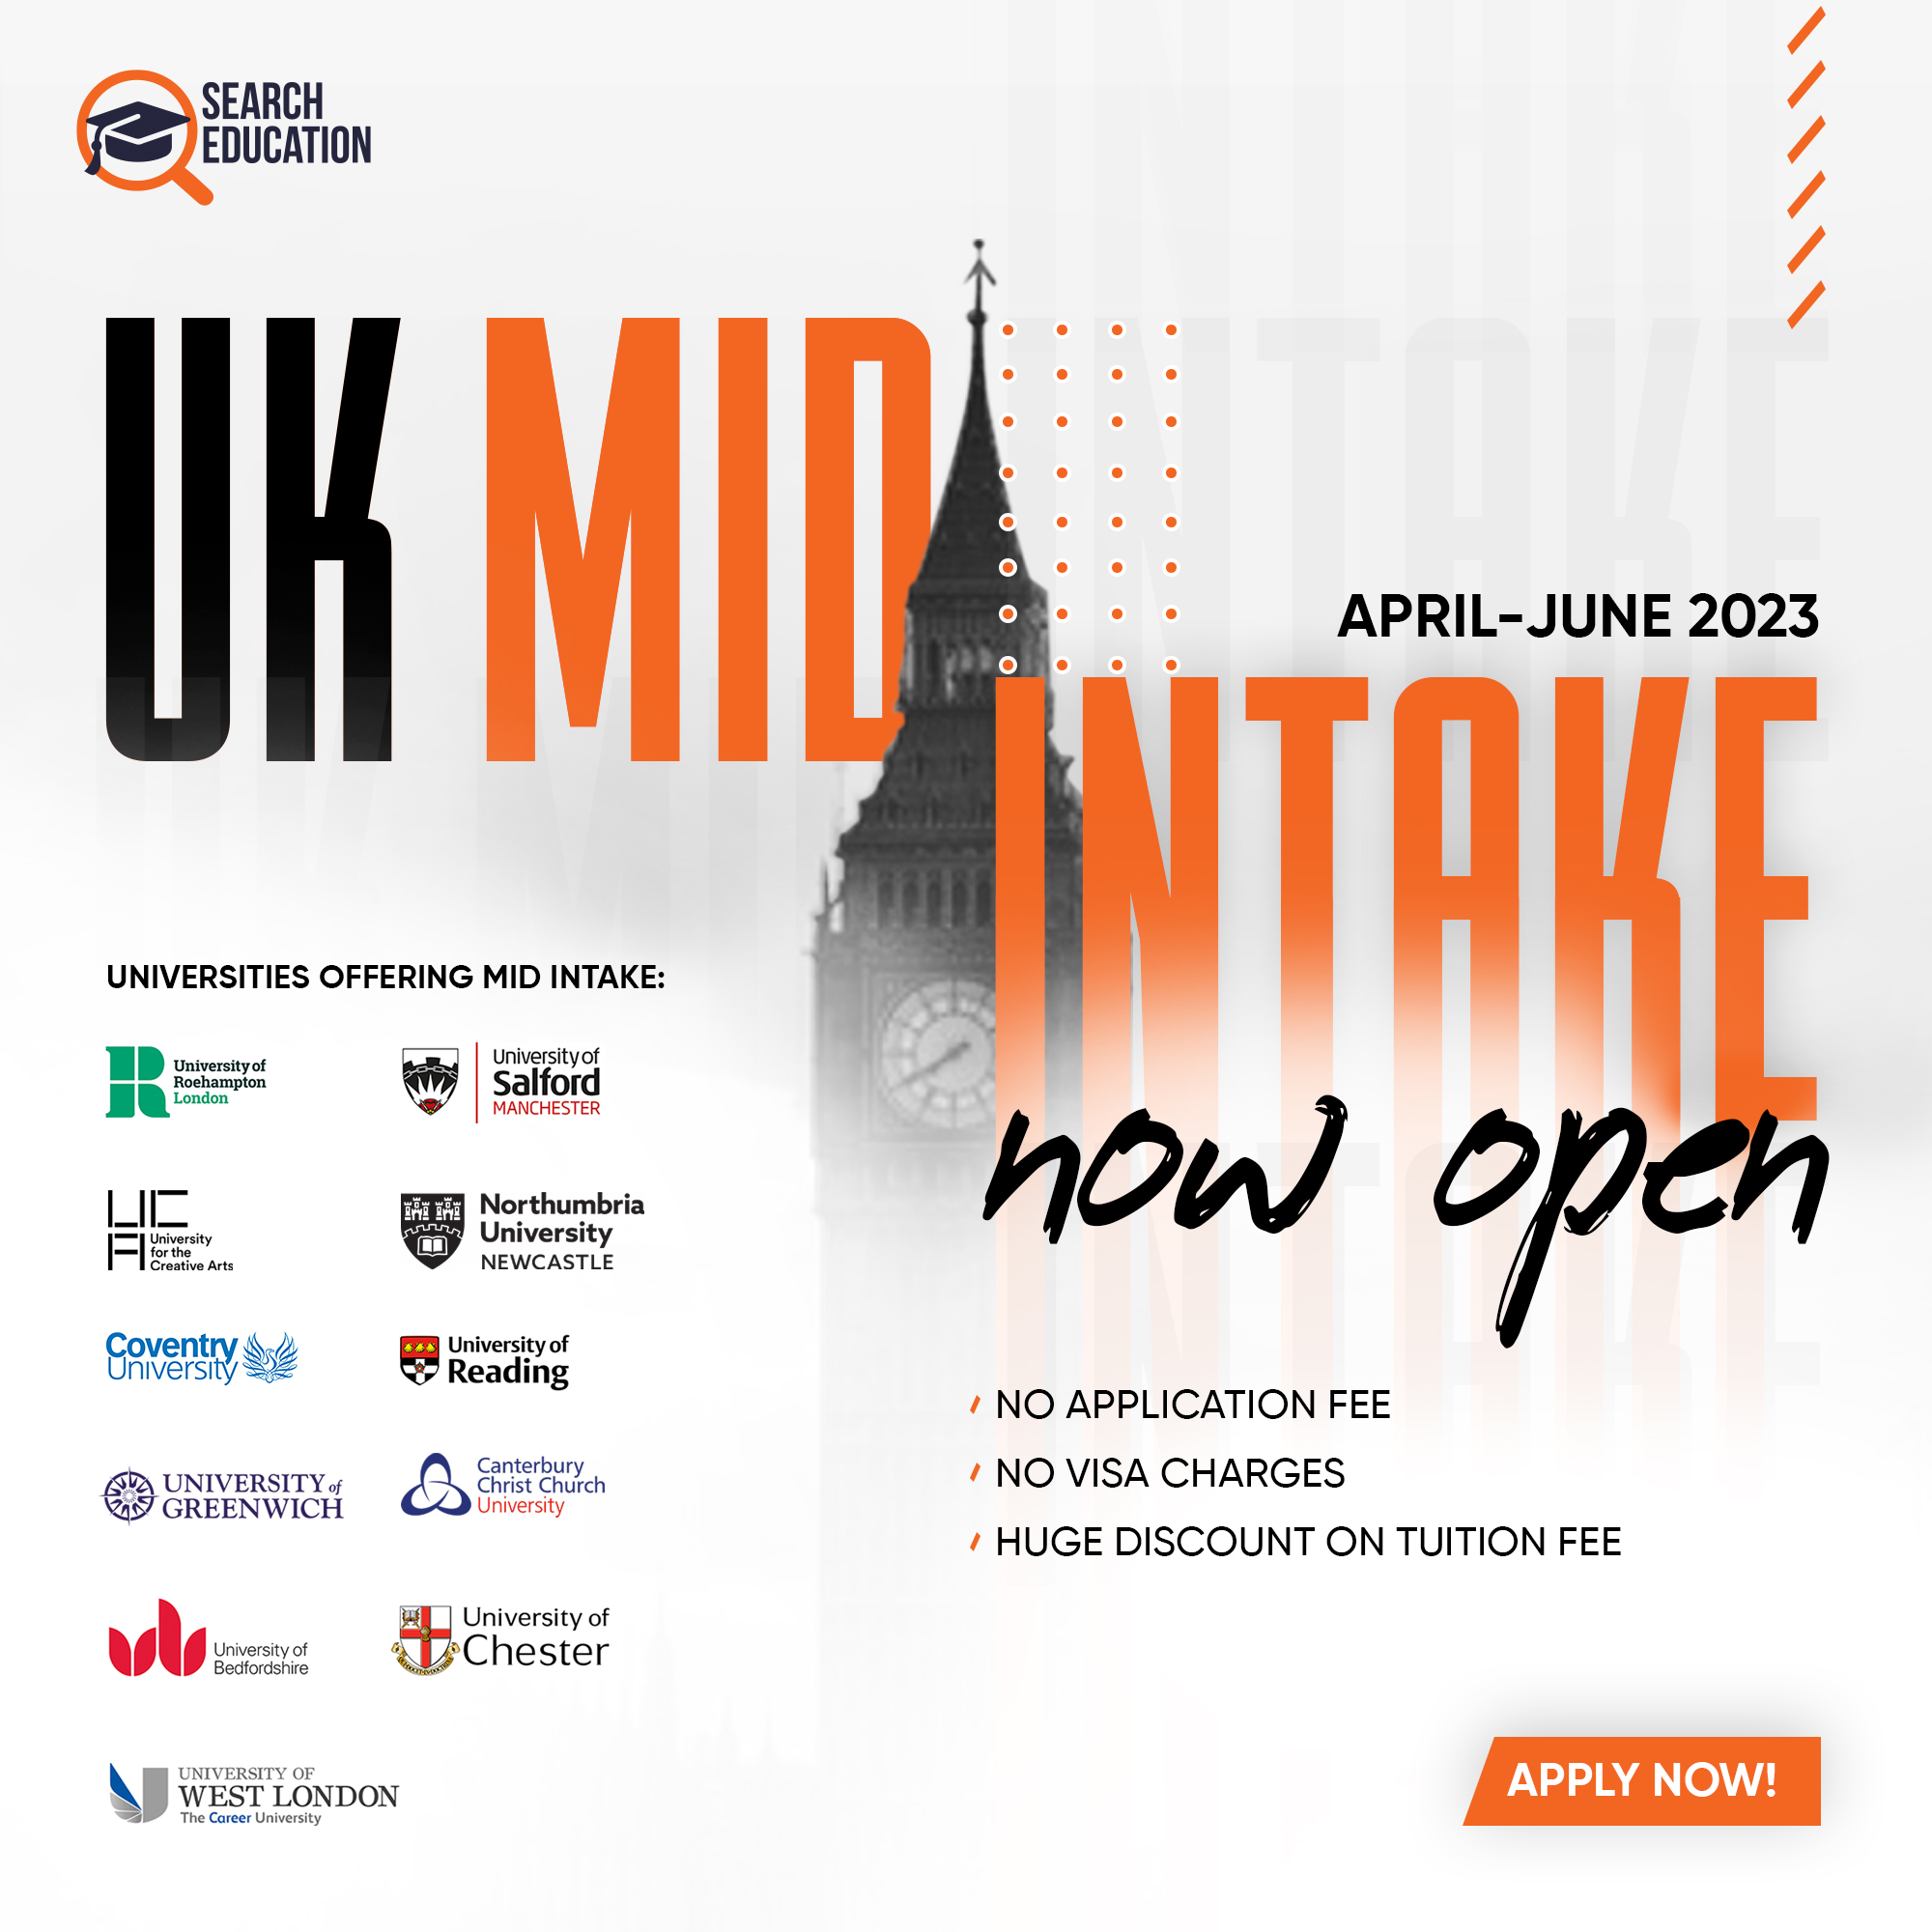 SEARCH
EDUCATION
UK MID
APRIL-JUNE 2023
INTAKE
now open
UNIVERSITIES OFFERING MID INTAKE:
University of
Roehampton
London
University of
Salford
MANCHESTER
UCA
University
for the
Creative Arts
Northumbria
University
NEWCASTLE
Coventry
University
University of
Reading
UNIVERSITY of
GREENWICH
Canterbury
Christ Church
University
University of
Bedfordshire
University of
Chester
UNIVERSITY OF
WEST LONDON
The Career University
NO APPLICATION FEE
NO VISA CHARGES
HUGE DISCOUNT ON TUITION FEE
APPLY NOW!